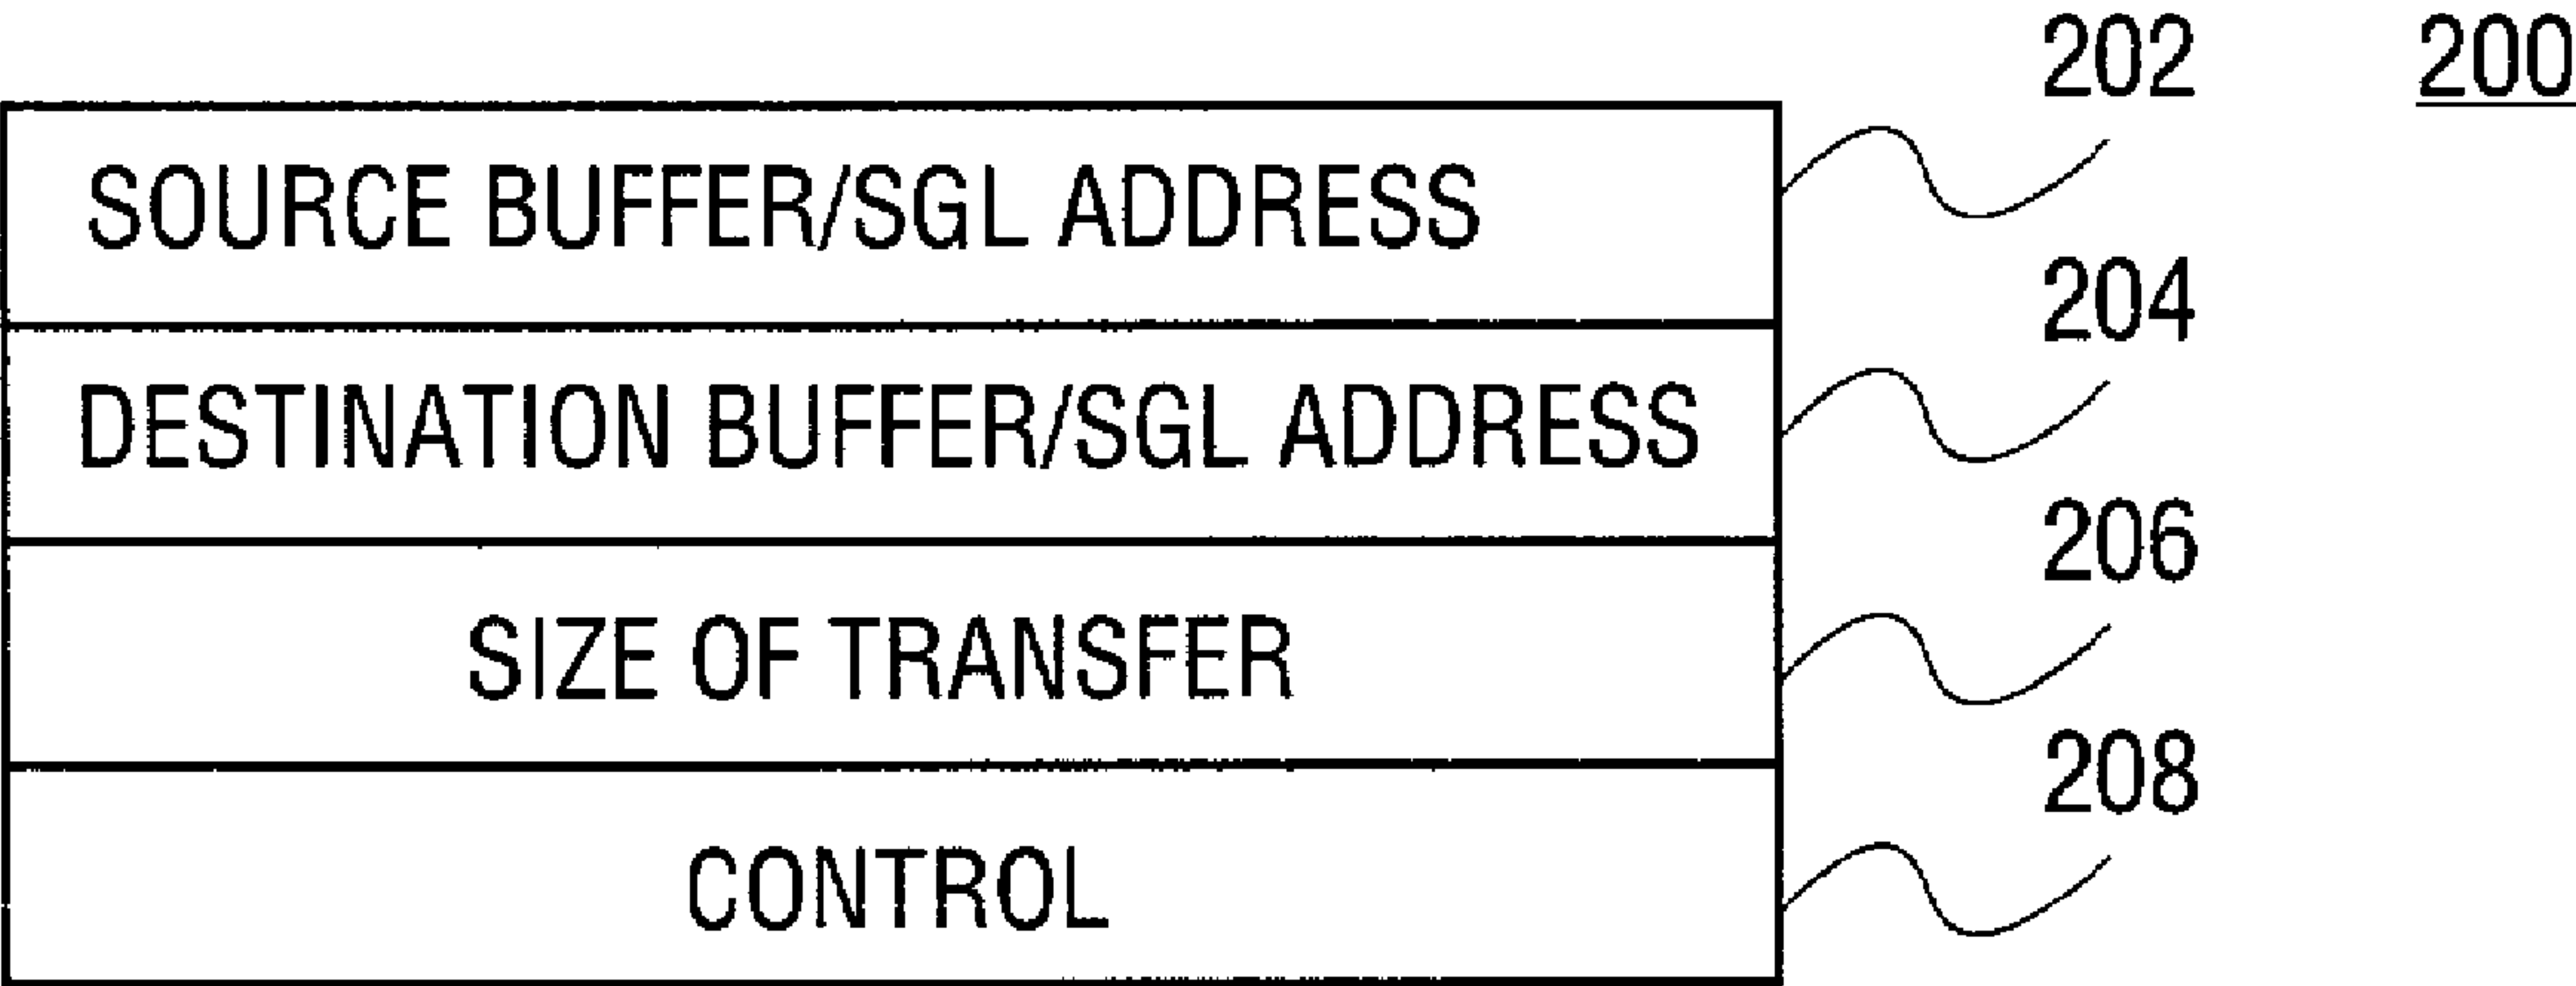 202 200
SOURCE BUFFER/SGL ADDRESS
204
DESTINATION BUFFER/SGL ADDRESS
206
SIZE OF TRANSFER
208
CONTROL